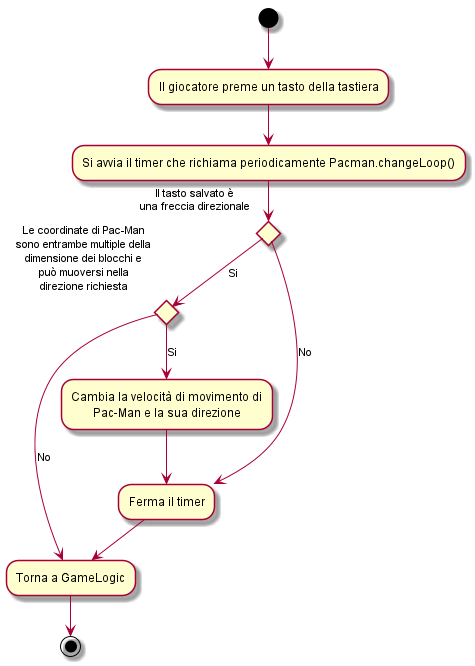 Il giocatore preme un tasto della tastiera
Si avvia il timer che richiama periodicamente Pacman.changeLoop()
Il tasto salvato è
una freccia direzionale
Le coordinate di Pac-Man
sono entrambe multiple della
dimensione dei blocchi e
può muoversi nella
direzione richiesta
Si
No
Si
Cambia la velocità di movimento di
Pac-Man e la sua direzione
No
Ferma il timer
Torna a GameLogic